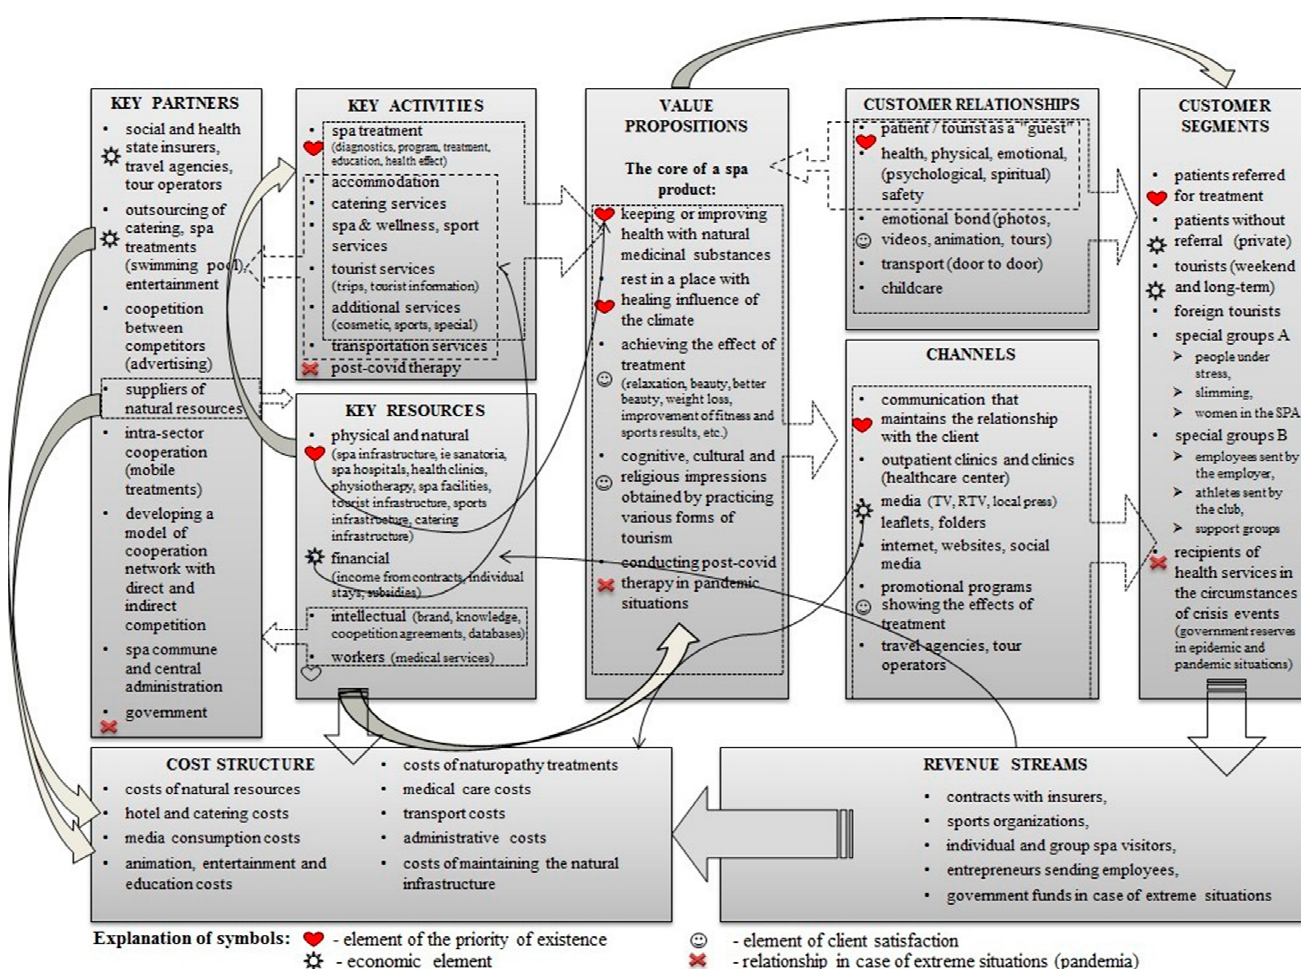 KEY PARTNERS
social and health
state insurers,
travel agencies,
tour operators
outsourcing of
catering, spa
treatments
(swimming pool),
entertainment
coopetition
between
competitors
(advertising)
suppliers of
natural resources
intra-sector
cooperation
(mobile
treatments)
developing a
model of
cooperation
network with
direct and
indirect
competition
spa commune
and central
administration
government
KEY ACTIVITIES
spa treatment
(diagnostics, program, treatment,
education, health effect)
accommodation
catering services
spa & wellness, sport
services
tourist services
(trips, tourist information)
additional services
(cosmetic, sports, special)
transportation services
post-covid therapy
KEY RESOURCES
physical and natural
(spa infrastructure, ie sanatoria,
spa hospitals, health clinics,
physiotherapy, spa facilities,
tourist infrastructure, sports
infrastructure, catering
infrastructure)
financial
(income from contracts, individual
stays, subsidies)
intellectual (brand, knowledge,
coopetition agreements, databases)
workers (medical services)
VALUE
PROPOSITIONS
The core of a spa
product:
keeping or improving
health with natural
medicinal substances
rest in a place with
healing influence of
the climate
achieving the effect of
treatment
(relaxation, beauty, better
beauty, weight loss,
improvement of fitness and
sports results, etc.)
cognitive, cultural and
religious impressions
obtained by practicing
various forms of
tourism
conducting post-covid
therapy in pandemic
situations
CUSTOMER RELATIONSHIPS
patient / tourist as a "guest"
health, physical, emotional,
(psychological, spiritual)
safety
emotional bond (photos,
videos, animation, tours)
transport (door to door)
childcare
CHANNELS
communication that
maintains the relationship
with the client
outpatient clinics and clinics
(healthcare center)
media (TV, RTV, local press)
leaflets, folders
internet, websites, social
media
promotional programs
showing the effects of
treatment
travel agencies, tour
operators
CUSTOMER
SEGMENTS
patients referred
for treatment
patients without
referral (private)
tourists (weekend
and long-term)
foreign tourists
special groups A
people under
stress,
slimming,
women in the SPA
special groups B
employees sent by
the employer,
athletes sent by
the club,
support groups
recipients of
health services in
the circumstances
of crisis events
(government reserves
in epidemic and
pandemic situations)
COST STRUCTURE
costs of natural resources
hotel and catering costs
media consumption costs
animation, entertainment and
education costs
costs of naturopathy treatments
medical care costs
transport costs
administrative costs
costs of maintaining the natural
infrastructure
REVENUE STREAMS
contracts with insurers,
sports organizations,
individual and group spa visitors,
entrepreneurs sending employees,
government funds in case of extreme situations
Explanation of symbols:
- element of the priority of existence
- economic element
- element of client satisfaction
- relationship in case of extreme situations (pandemia)